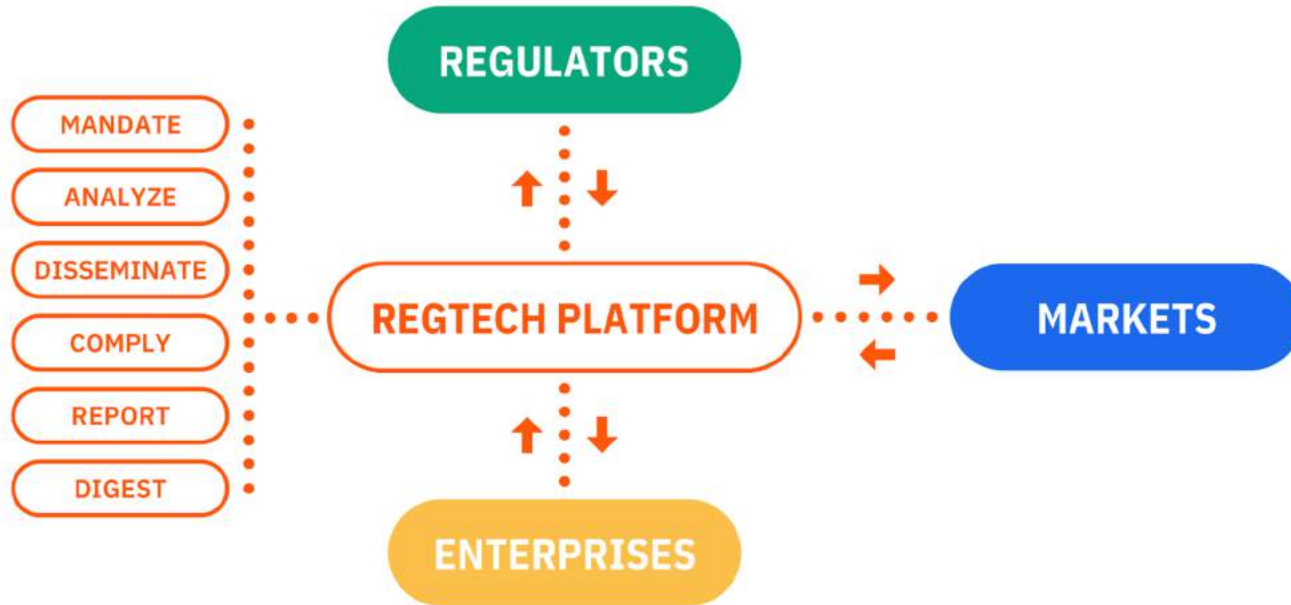 REGULATORS
MANDATE
ANALYZE
DISSEMINATE
COMPLY
REPORT
DIGEST
REGTECH PLATFORM
MARKETS
ENTERPRISES